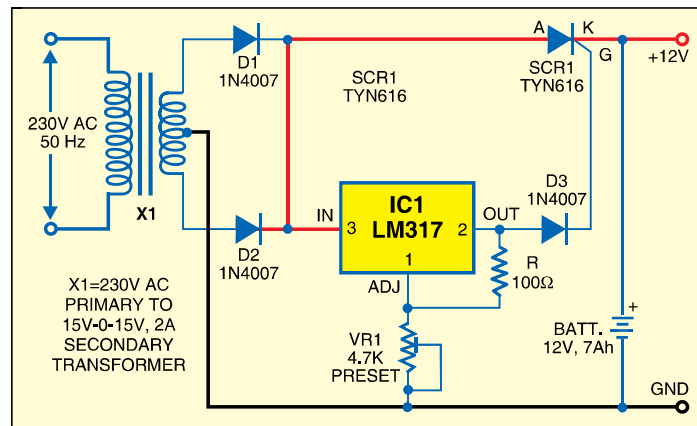 230V AC
50 Hz
X1
D1
1N4007
D2
1N4007
X1=230V AC
PRIMARY TO
15V-0-15V, 2A
SECONDARY
TRANSFORMER
SCR1
TYN616
A
K
G
SCR1
TYN616
+12V
IN
3
IC1
LM317
2
1
OUT
ADJ
D3
1N4007
R
100Ω
VR1
4.7K
PRESET
+
BATT.
12V, 7Ah
GND